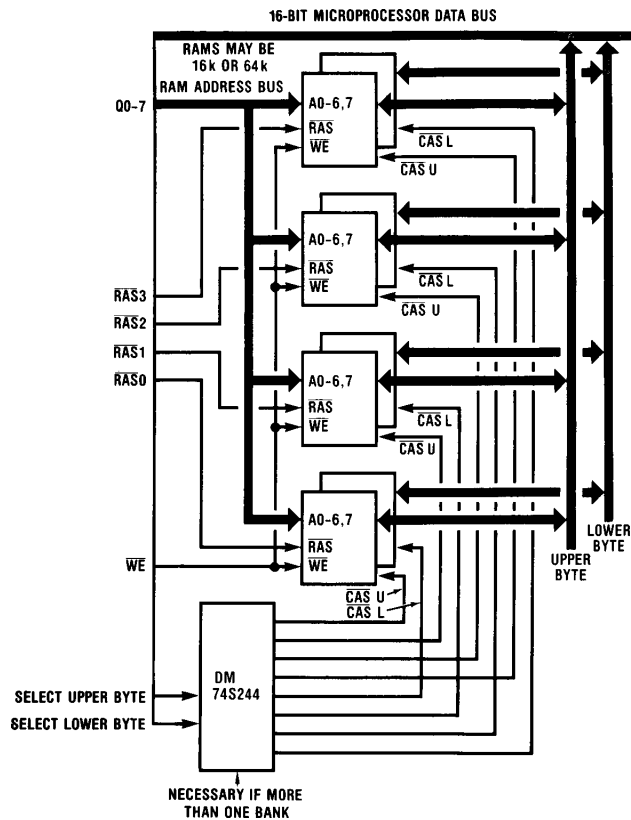 16-BIT MICROPROCESSOR DATA BUS
RAMS MAY BE
16k OR 64k
RAM ADDRESS BUS
Q0-7
A0-6,7
RAS
WE
CAS L
CAS U
A0-6,7
RAS
WE
CAS L
CAS U
RAS3
RAS2
RAS1
RAS0
A0-6,7
RAS
WE
CAS L
CAS U
A0-6,7
RAS
WE
WE
LOWER
BYTE
UPPER
BYTE
CAS U
CAS L
DM
74S244
SELECT UPPER BYTE
SELECT LOWER BYTE
NECESSARY IF MORE
THAN ONE BANK